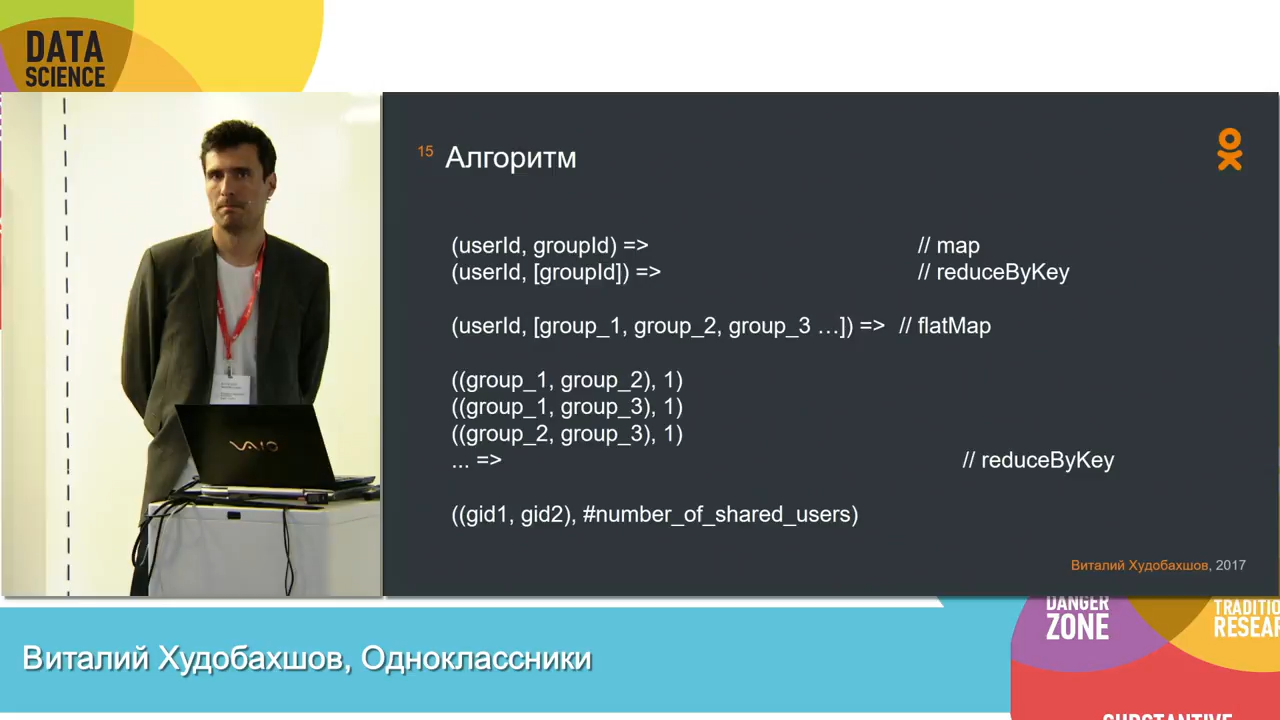 DATA
SCIENCE
15 Алгоритм
(userId, groupId) => // map
(userId, [groupId]) => // reduceByKey
(userId, [group_1, group_2, group_3 …]) => // flatMap
((group_1, group_2), 1)
((group_1, group_3), 1)
((group_2, group_3), 1)
... => // reduceByKey
((gid1, gid2), #number_of_shared_users)
Виталий Худобахшов, 2017
VAIO
DANGER
ZONE
TRADITIO
RESEAR
Виталий Худобахшов, Одноклассники
SUBSTANTIVE